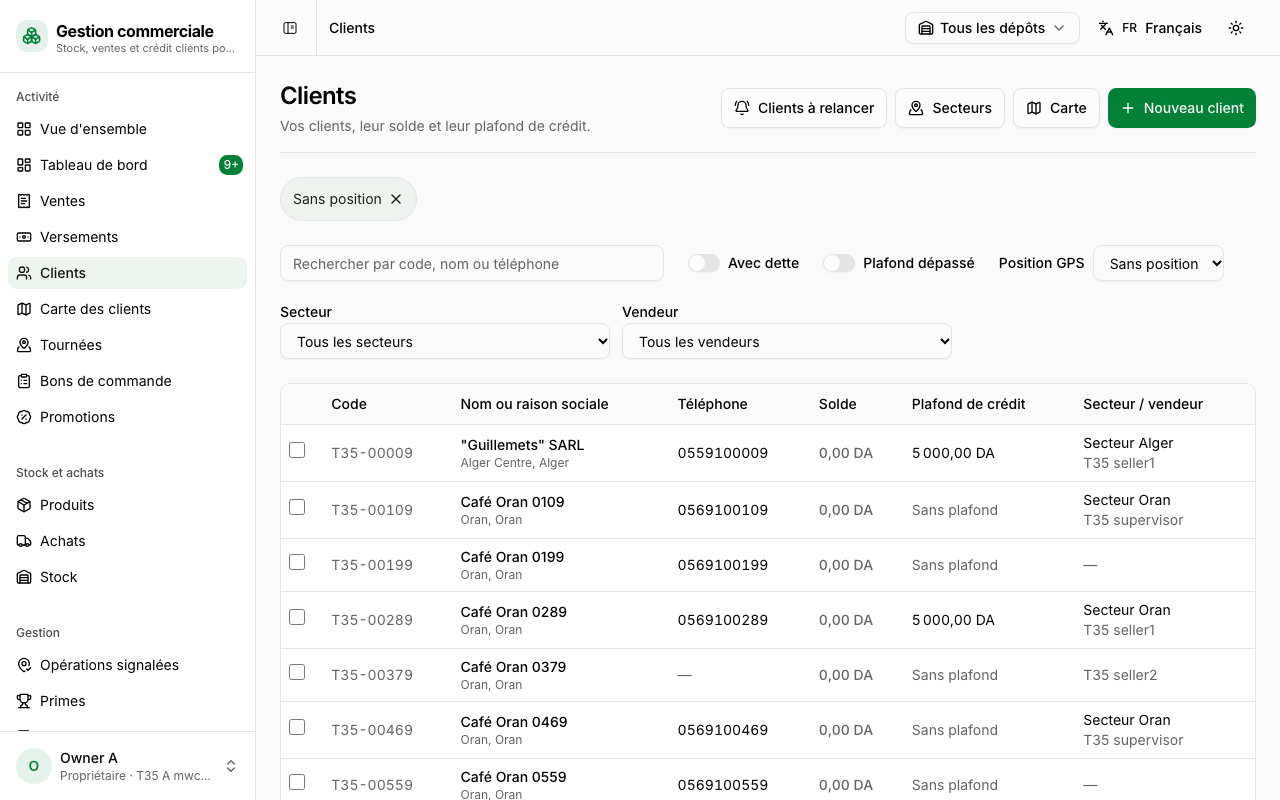 Gestion commerciale
Stock, ventes et crédit clients po...
Activité
Vue d'ensemble
Tableau de bord 9+
Ventes
Versements
Clients
Carte des clients
Tournées
Bons de commande
Promotions
Stock et achats
Produits
Achats
Stock
Gestion
Opérations signalées
Primes
O
Owner A
Propriétaire · T35 A mwc...
Clients
Tous les dépôts
FR Français
Clients
Vos clients, leur solde et leur plafond de crédit.
Clients à relancer
Secteurs
Carte
Nouveau client
Sans position
Rechercher par code, nom ou téléphone
Avec dette
Plafond dépassé
Position GPS
Sans position
Secteur
Tous les secteurs
Vendeur
Tous les vendeurs
Code Nom ou raison sociale Téléphone Solde Plafond de crédit Secteur / vendeur
T35-00009 "Guillemets" SARL 0559100009 0,00 DA 5 000,00 DA Secteur Alger
Alger Centre, Alger T35 seller1
T35-00109 Café Oran 0109 0569100109 0,00 DA Sans plafond Secteur Oran
Oran, Oran T35 supervisor
T35-00199 Café Oran 0199 0569100199 0,00 DA Sans plafond —
Oran, Oran
T35-00289 Café Oran 0289 0569100289 0,00 DA 5 000,00 DA Secteur Oran
Oran, Oran T35 seller1
T35-00379 Café Oran 0379 — 0,00 DA Sans plafond T35 seller2
Oran, Oran
T35-00469 Café Oran 0469 0569100469 0,00 DA Sans plafond Secteur Oran
Oran, Oran T35 supervisor
T35-00559 Café Oran 0559 0569100559 0,00 DA Sans plafond —
Oran, Oran